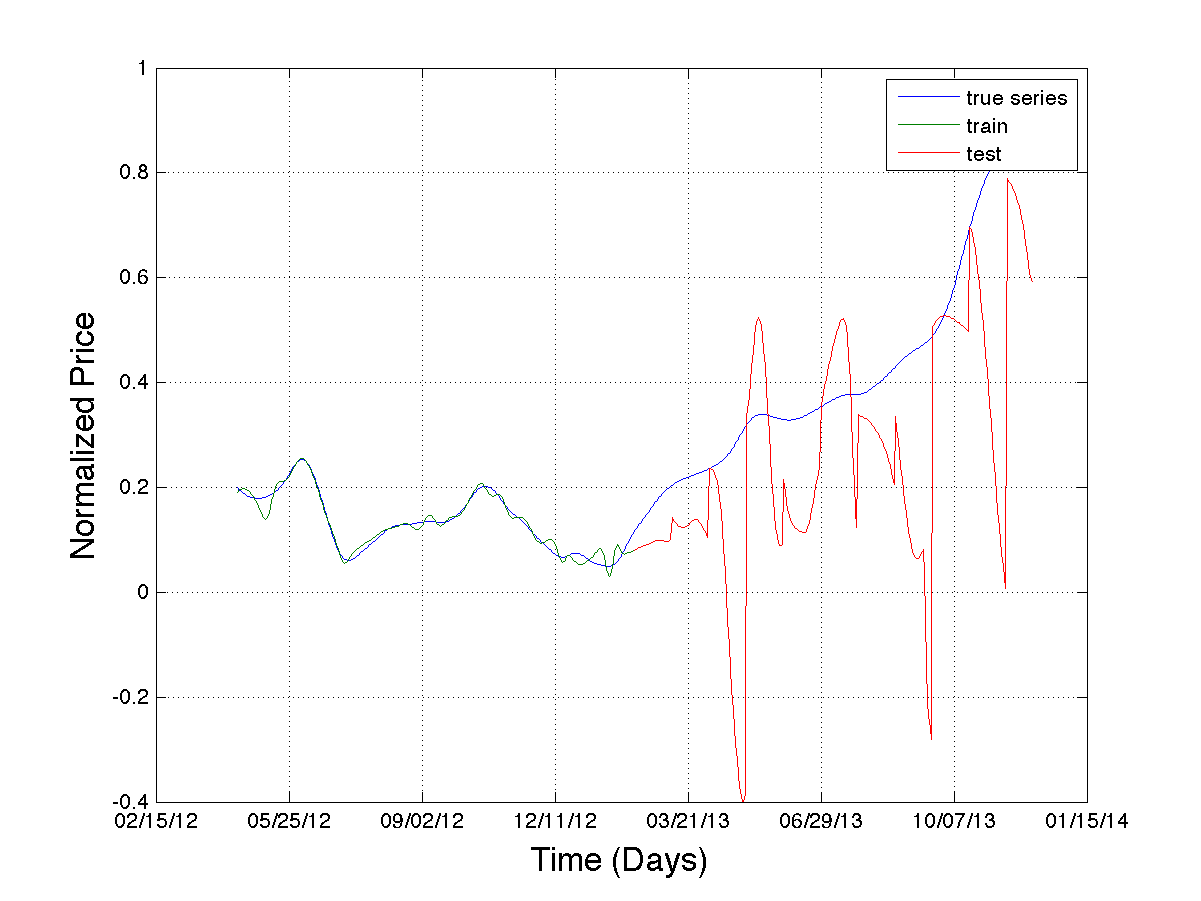 1
true series
train
test
0.8
0.6
0.4
0.2
0
-0.2
-0.4
Normalized Price
02/15/12 05/25/12 09/02/12 12/11/12 03/21/13 06/29/13 10/07/13 01/15/14
Time (Days)